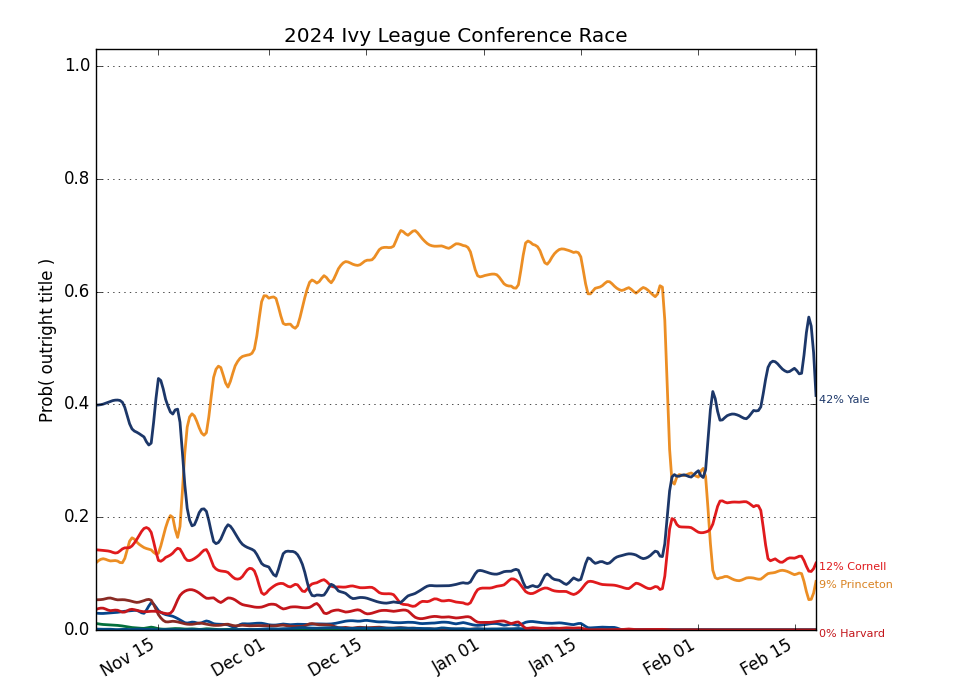 2024 Ivy League Conference Race
Prob( outright title )
1.0
0.8
0.6
0.4
0.2
0.0
42% Yale
12% Cornell
9% Princeton
0% Harvard
Nov 15
Dec 01
Dec 15
Jan 01
Jan 15
Feb 01
Feb 15